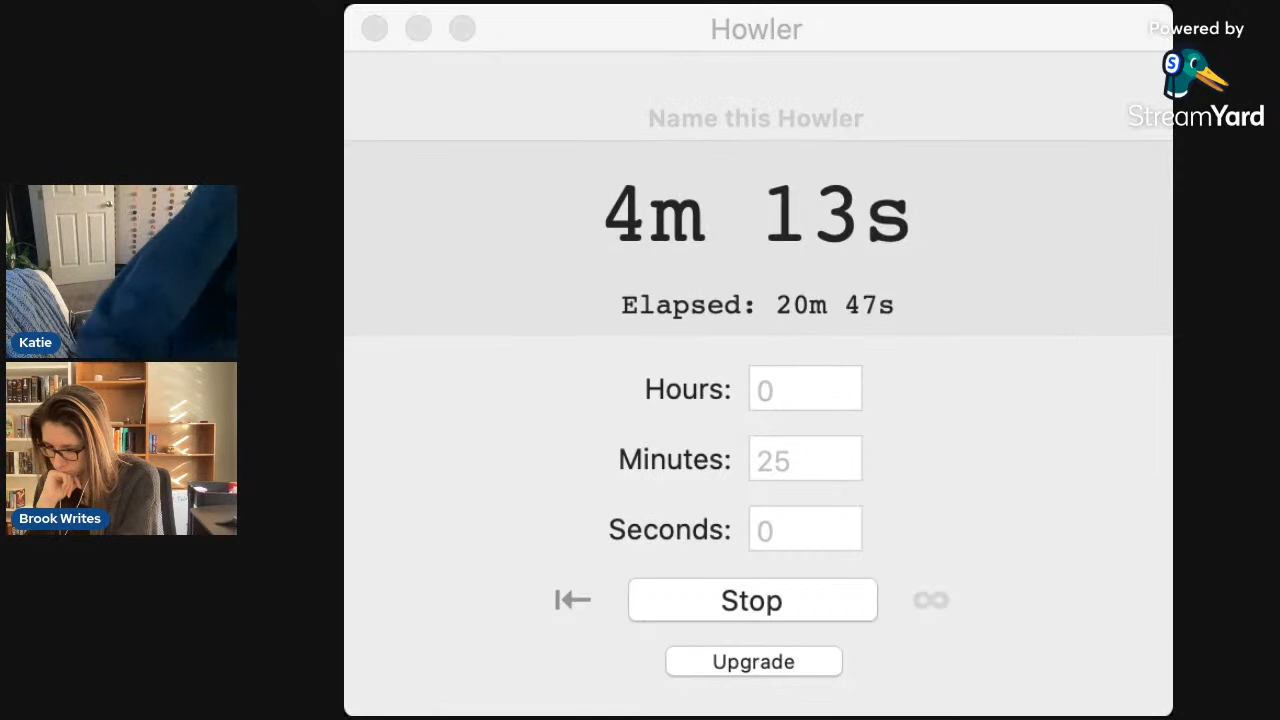 Howler
Powered by
StreamYard
Name this Howler
4m 13s
Elapsed: 20m 47s
Katie
Hours: 0
Minutes: 25
Brook Writes
Seconds: 0
Stop
Upgrade